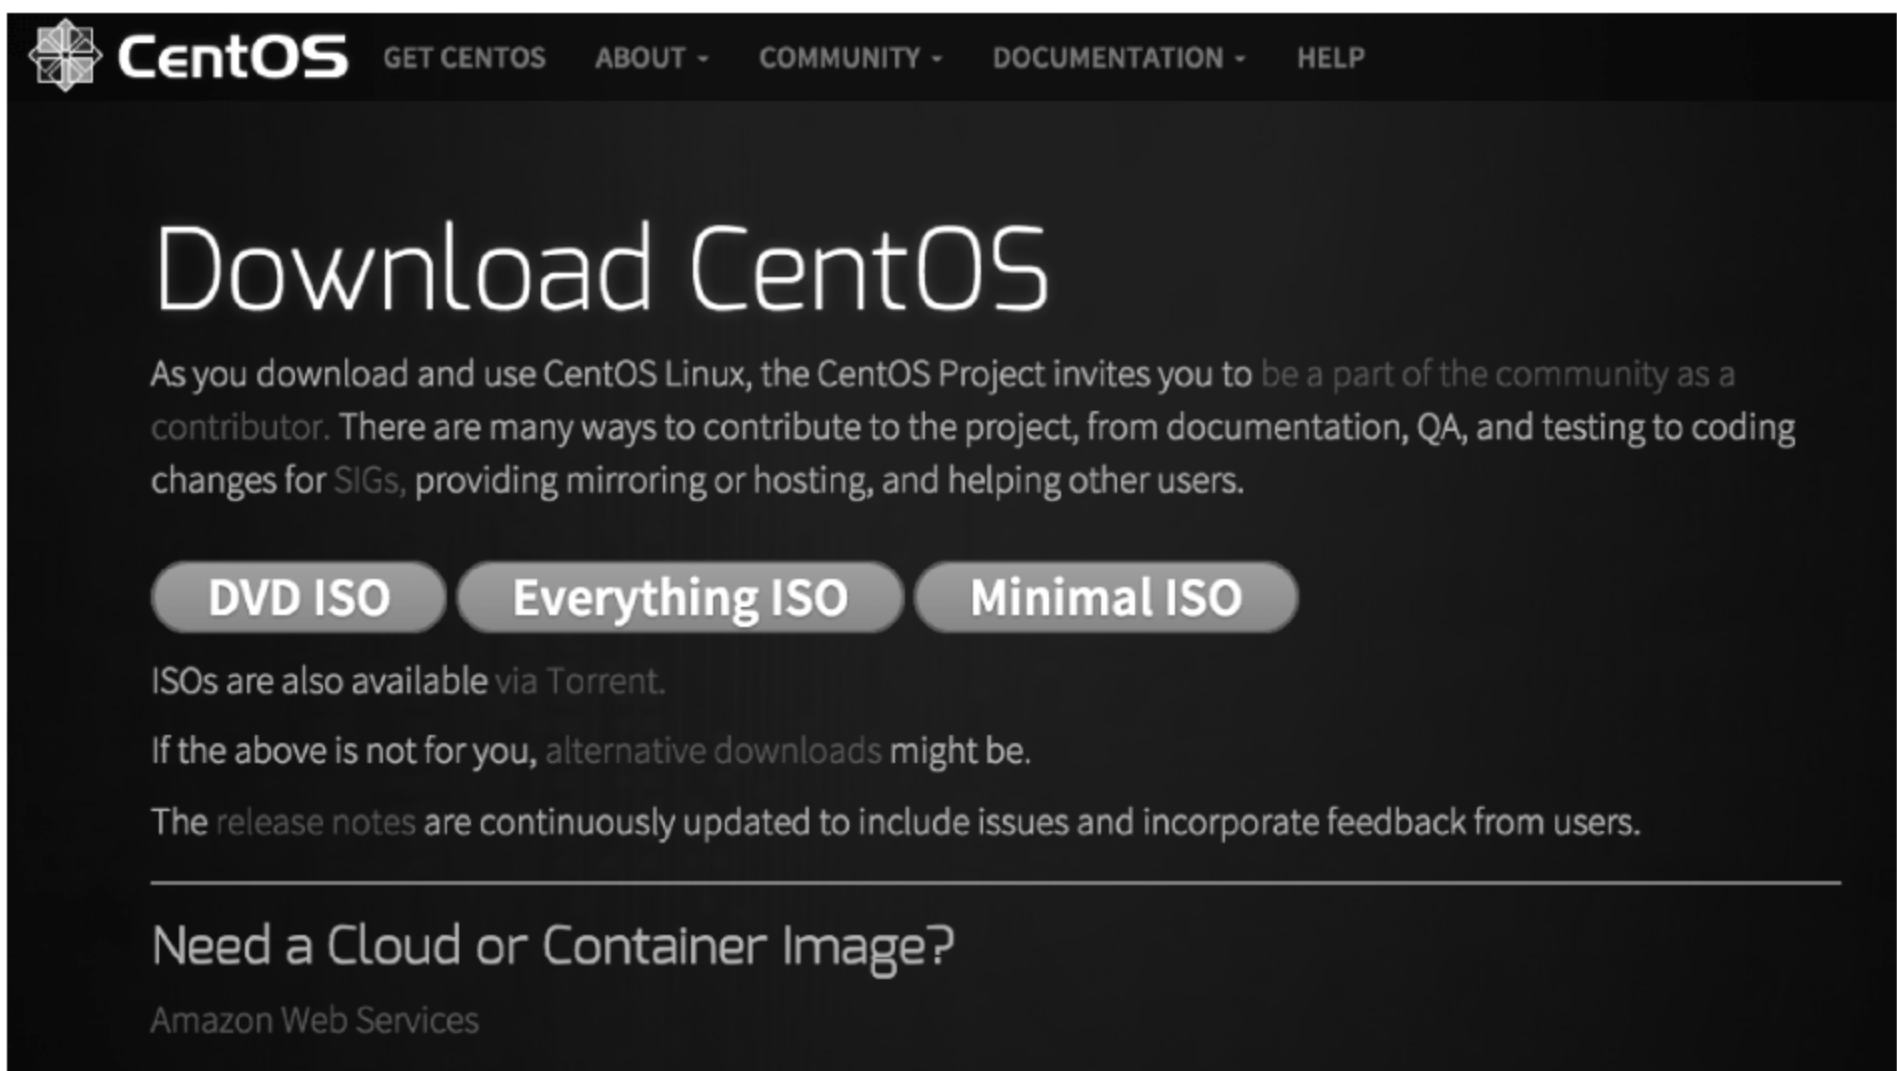 CentOS GET CENTOS ABOUT COMMUNITY DOCUMENTATION HELP
Download CentOS
As you download and use CentOS Linux, the CentOS Project invites you to be a part of the community as a
contributor. There are many ways to contribute to the project, from documentation, QA, and testing to coding
changes for SIGs, providing mirroring or hosting, and helping other users.
DVD ISO Everything ISO Minimal ISO
ISOs are also available via Torrent.
If the above is not for you, alternative downloads might be.
The release notes are continuously updated to include issues and incorporate feedback from users.
Need a Cloud or Container Image?
Amazon Web Services